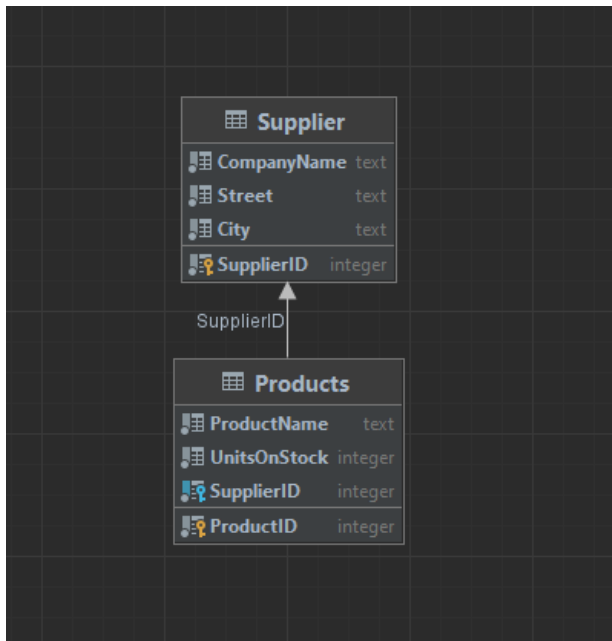 Supplier
CompanyName text
Street text
City text
SupplierID integer
SupplierID
Products
ProductName text
UnitsOnStock integer
SupplierID integer
ProductID integer